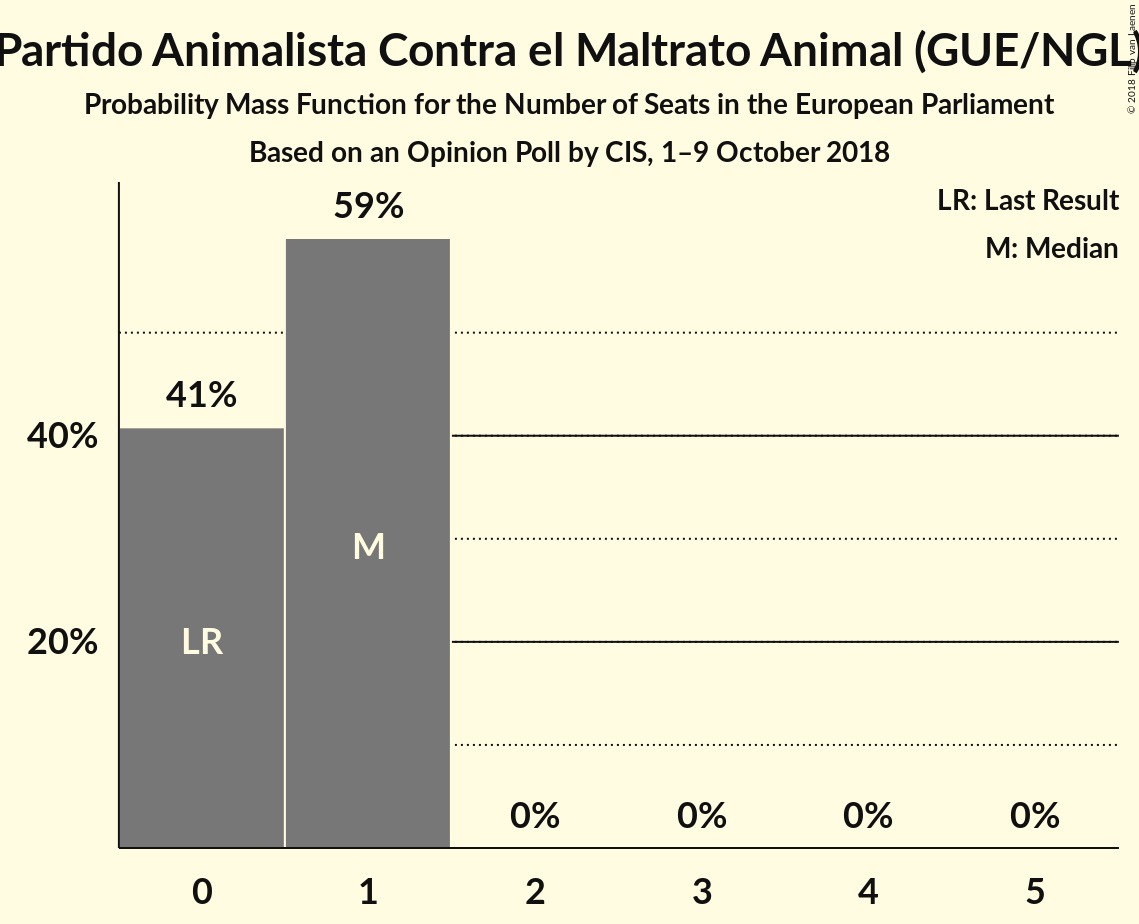 Partido Animalista Contra el Maltrato Animal (GUE/NGL)
© 2018 Filip van Laenen
Probability Mass Function for the Number of Seats in the European Parliament
Based on an Opinion Poll by CIS, 1–9 October 2018
LR: Last Result
M: Median
59%
41%
40%
M
LR
20%
0% 0% 0% 0%
0 1 2 3 4 5